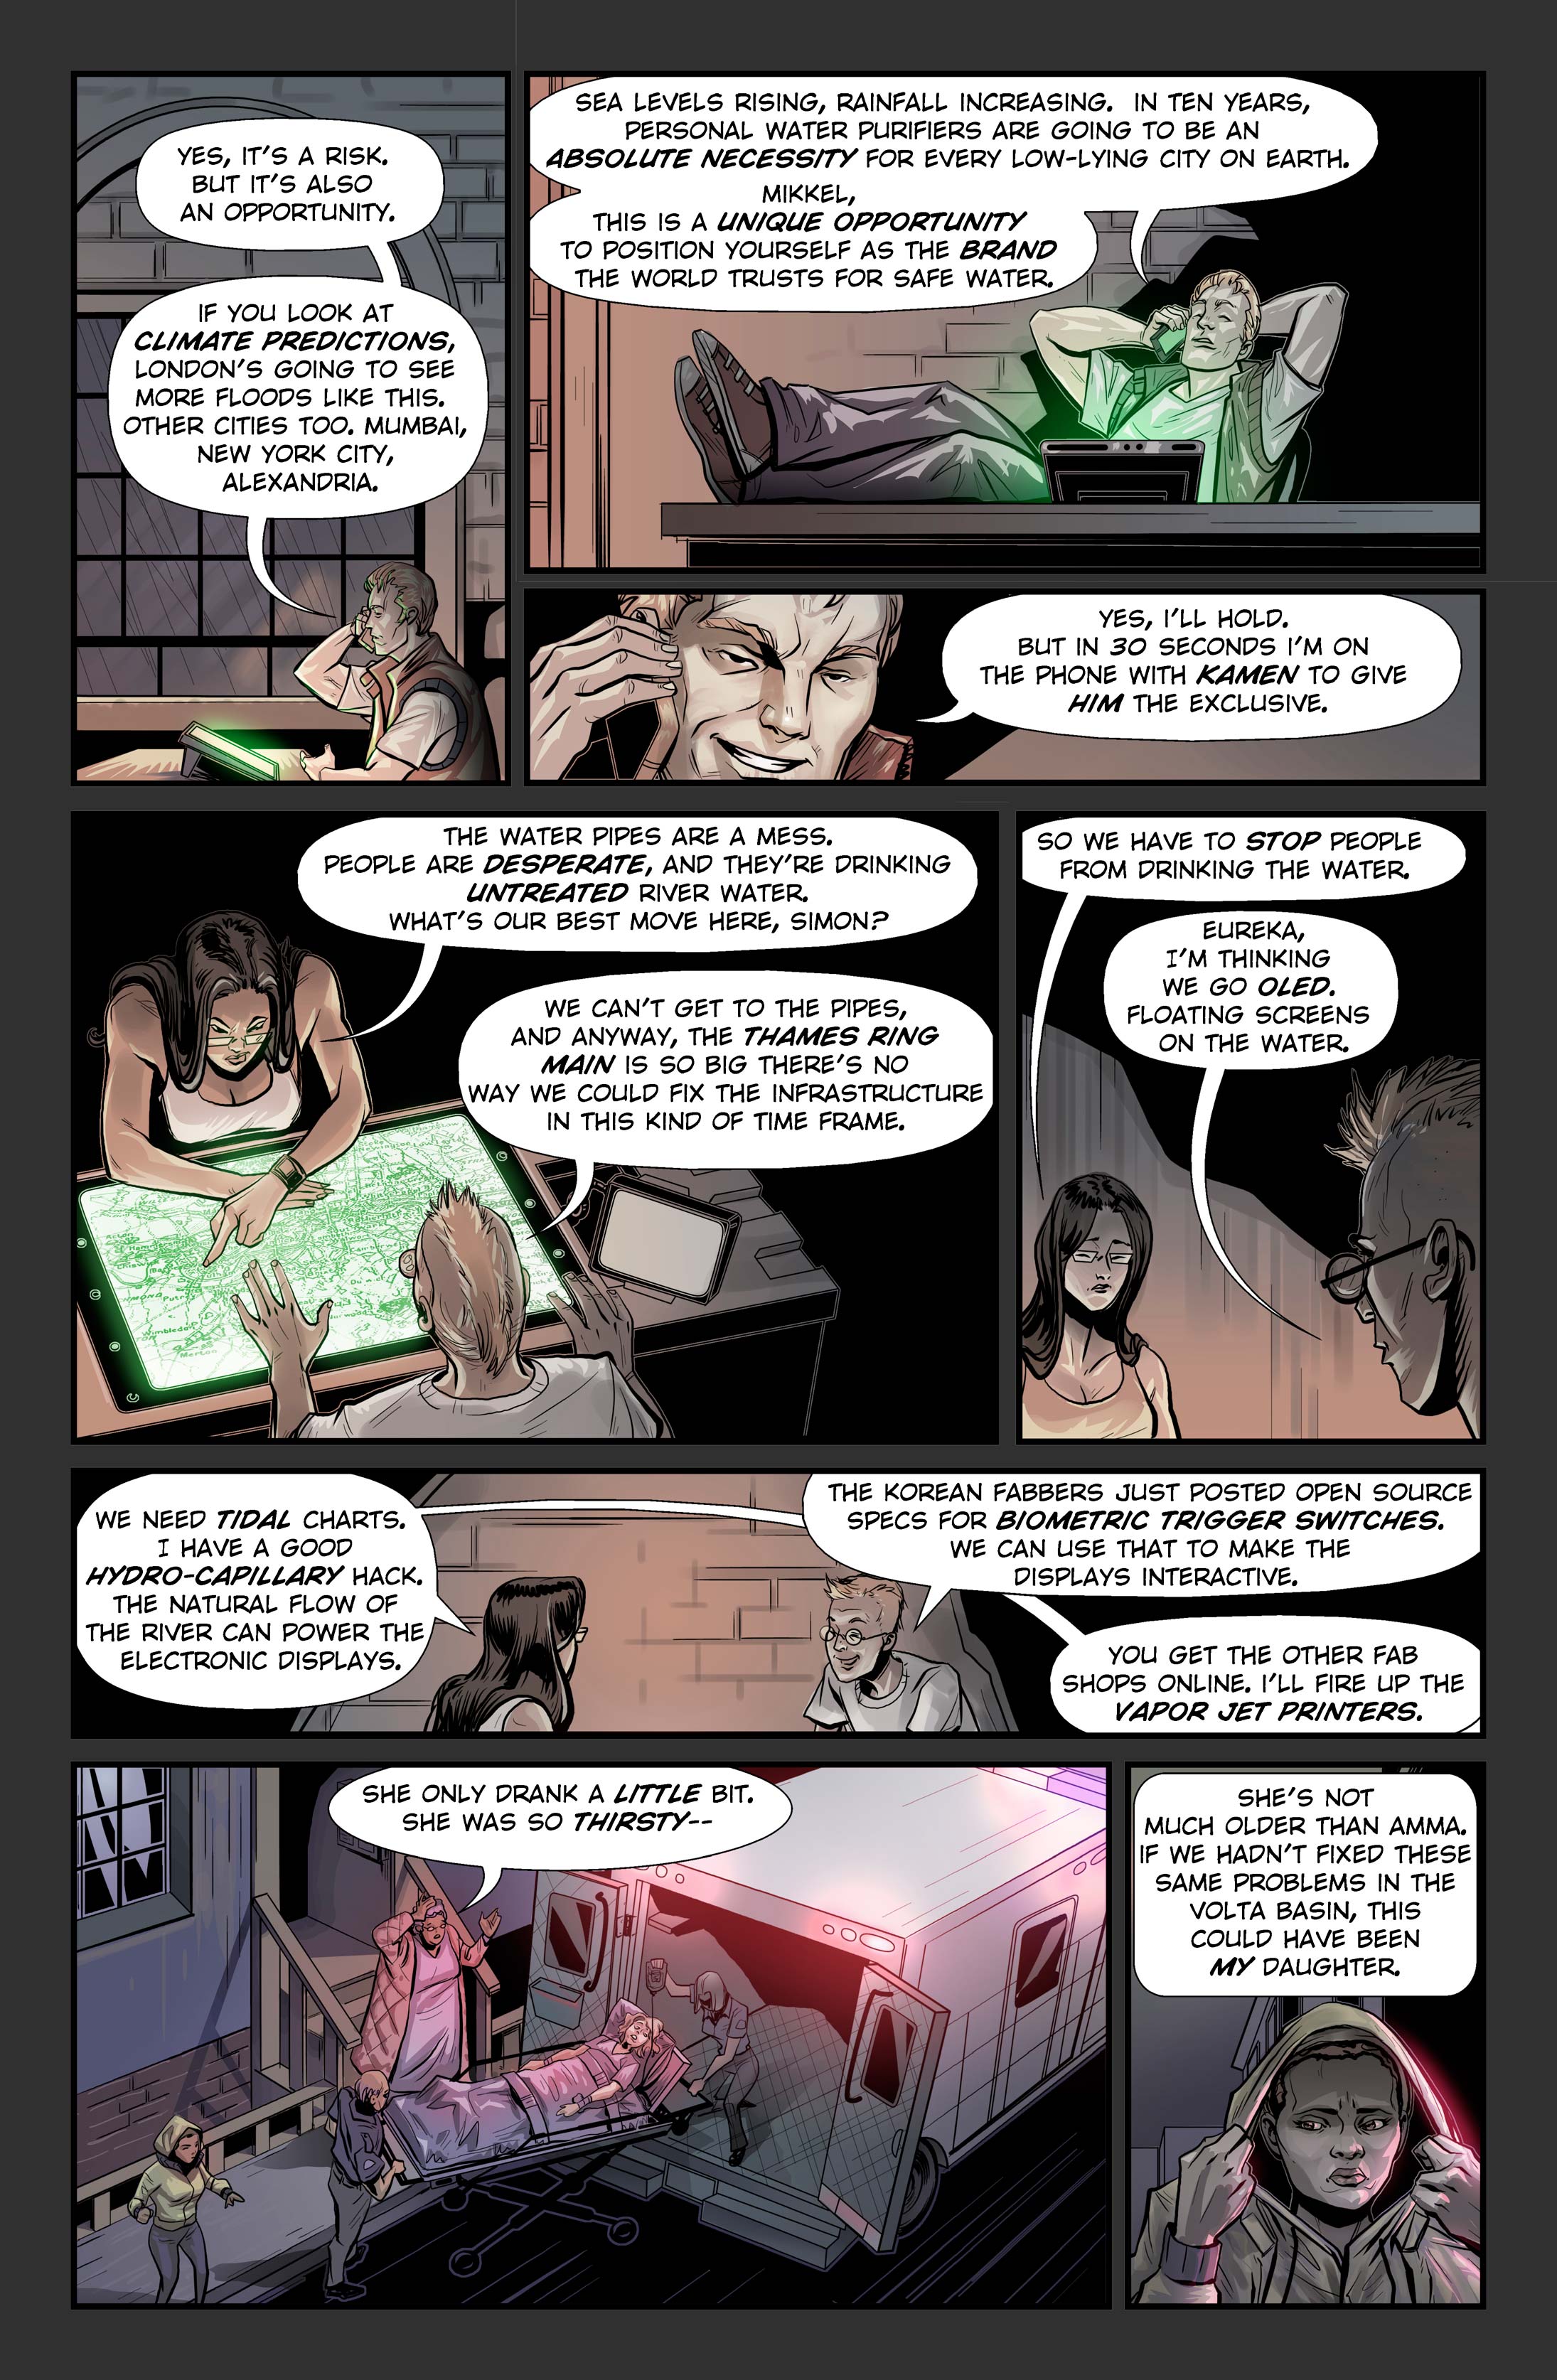 YES, IT'S A RISK.
BUT IT'S ALSO
AN OPPORTUNITY.
IF YOU LOOK AT
CLIMATE PREDICTIONS,
LONDON'S GOING TO SEE
MORE FLOODS LIKE THIS.
OTHER CITIES TOO. MUMBAI,
NEW YORK CITY,
ALEXANDRIA.
SEA LEVELS RISING, RAINFALL INCREASING. IN TEN YEARS,
PERSONAL WATER PURIFIERS ARE GOING TO BE AN
ABSOLUTE NECESSITY FOR EVERY LOW-LYING CITY ON EARTH.
MIKKEL,
THIS IS A UNIQUE OPPORTUNITY
TO POSITION YOURSELF AS THE BRAND
THE WORLD TRUSTS FOR SAFE WATER.
YES, I'LL HOLD.
BUT IN 30 SECONDS I'M ON
THE PHONE WITH KAMEN TO GIVE
HIM THE EXCLUSIVE.
THE WATER PIPES ARE A MESS.
PEOPLE ARE DESPERATE, AND THEY'RE DRINKING
UNTREATED RIVER WATER.
WHAT'S OUR BEST MOVE HERE, SIMON?
WE CAN'T GET TO THE PIPES,
AND ANYWAY, THE THAMES RING
MAIN IS SO BIG THERE'S NO
WAY WE COULD FIX THE INFRASTRUCTURE
IN THIS KIND OF TIME FRAME.
Wimbledon
Merton
SO WE HAVE TO STOP PEOPLE
FROM DRINKING THE WATER.
EUREKA,
I'M THINKING
WE GO OLED.
FLOATING SCREENS
ON THE WATER.
WE NEED TIDAL CHARTS.
I HAVE A GOOD
HYDRO-CAPILLARY HACK.
THE NATURAL FLOW OF
THE RIVER CAN POWER THE
ELECTRONIC DISPLAYS.
THE KOREAN FABBERS JUST POSTED OPEN SOURCE
SPECS FOR BIOMETRIC TRIGGER SWITCHES.
WE CAN USE THAT TO MAKE THE
DISPLAYS INTERACTIVE.
YOU GET THE OTHER FAB
SHOPS ONLINE. I'LL FIRE UP THE
VAPOR JET PRINTERS.
SHE ONLY DRANK A LITTLE BIT.
SHE WAS SO THIRSTY--
SHE'S NOT
MUCH OLDER THAN AMMA.
IF WE HADN'T FIXED THESE
SAME PROBLEMS IN THE
VOLTA BASIN, THIS
COULD HAVE BEEN
MY DAUGHTER.